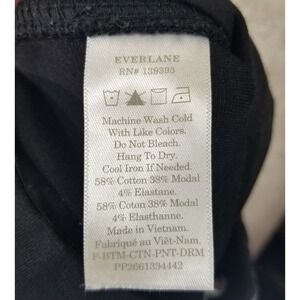 EVERLANE
RN# 139395
Machine Wash Cold
With Like Colors.
Do Not Bleach.
Hang To Dry.
Cool Iron If Needed.
58% Cotton 38% Modal
4% Elastane.
58% Coton 38% Modal
4% Elasthanne.
Made in Vietnam.
Fabriqué au Viêt-Nam.
F-BTM-CTN-PNT-DRM
PP2661334442